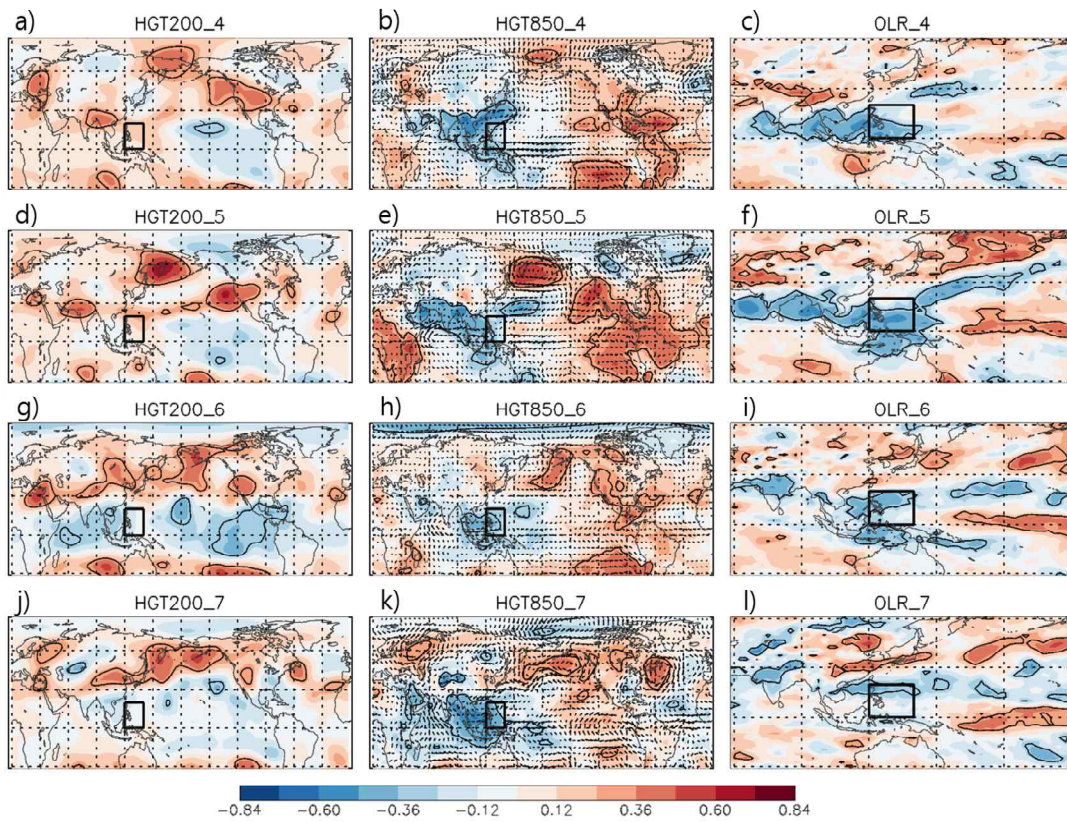 a) HGT200_4 b) HGT850_4 c) OLR_4
d) HGT200_5 e) HGT850_5 f) OLR_5
g) HGT200_6 h) HGT850_6 i) OLR_6
j) HGT200_7 k) HGT850_7 l) OLR_7
−0.84 −0.60 −0.36 −0.12 0.12 0.36 0.60 0.84